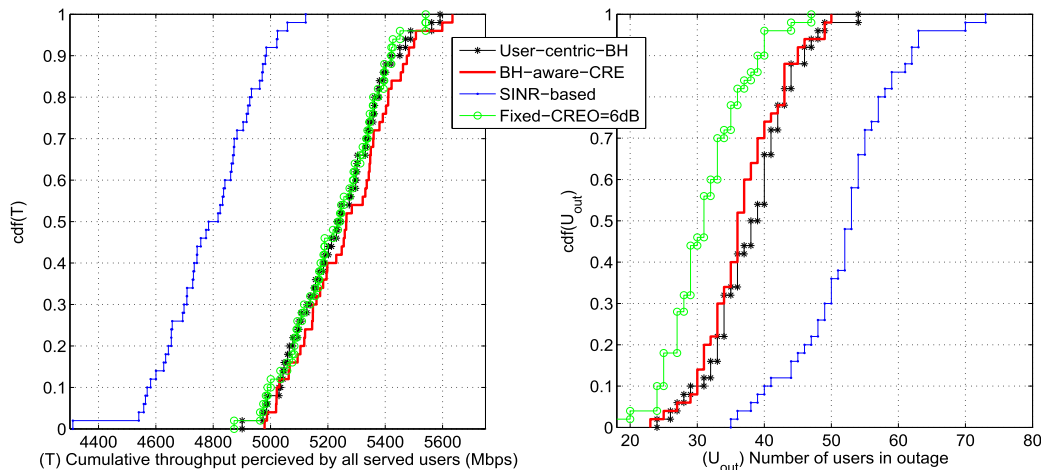 1
0.9
0.8
0.7
0.6
0.5
0.4
0.3
0.2
0.1
0
cdf(T)
4400 4600 4800 5000 5200 5400 5600
(T) Cumulative throughput percieved by all served users (Mbps)
User-centric-BH
BH-aware-CRE
SINR-based
Fixed-CREO=6dB
1
0.9
0.8
0.7
0.6
0.5
0.4
0.3
0.2
0.1
0
cdf(U_out)
20 30 40 50 60 70 80
(U_out) Number of users in outage